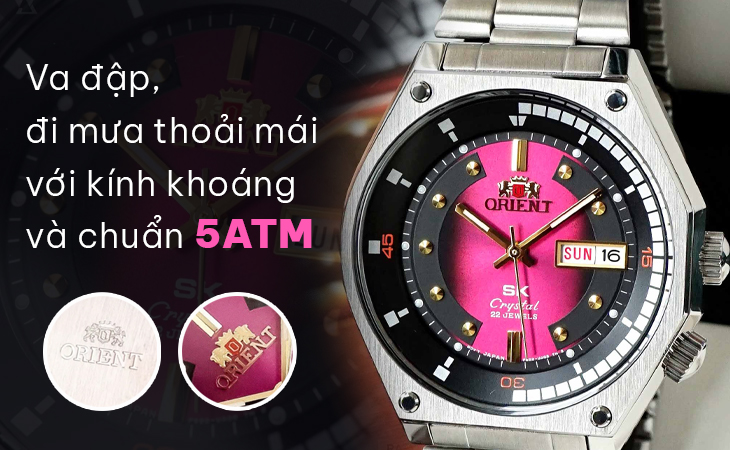 Va đập,
đi mưa thoải mái
với kính khoáng
và chuẩn 5ATM
ORIENT
ORIENT
ORIENT
SUN 16
SK
Crystal
22 JEWELS
45
15
30